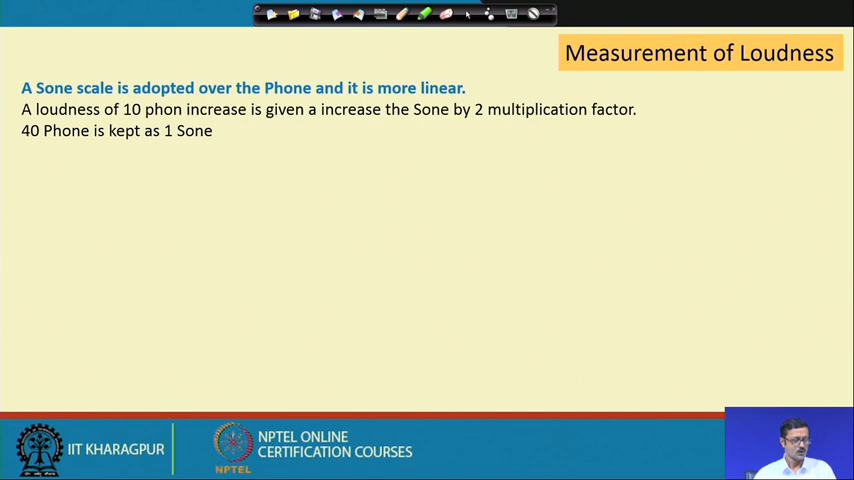 Measurement of Loudness
A Sone scale is adopted over the Phone and it is more linear.
A loudness of 10 phon increase is given a increase the Sone by 2 multiplication factor.
40 Phone is kept as 1 Sone
IIT KHARAGPUR
NPTEL
NPTEL ONLINE
CERTIFICATION COURSES